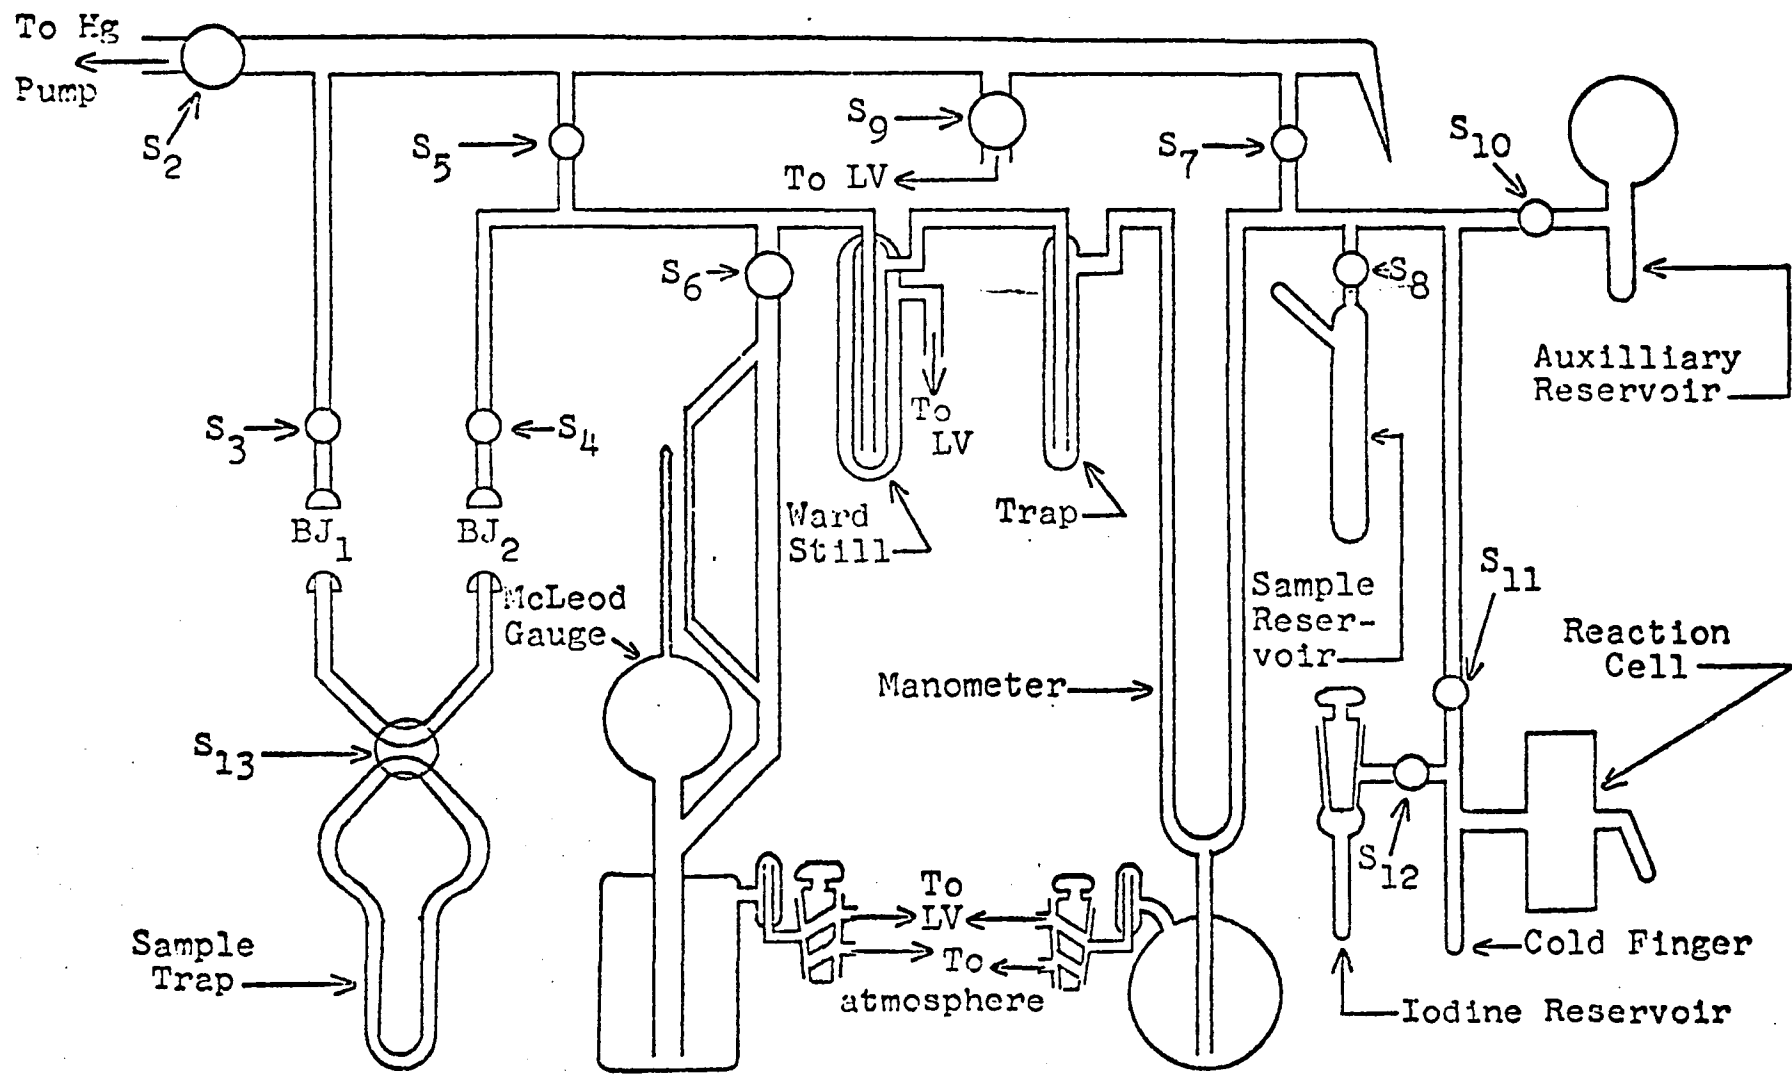 To Hg
Pump
S2
S5
S9
To LV
S7
S10
S6
S8
Auxilliary
Reservoir
S3
S4
To
LV
BJ1
BJ2
Ward
Still
Trap
McLeod
Gauge
Sample
Reser-
voir
S11
Reaction
Cell
Manometer
S13
S12
To
LV
To
atmosphere
Sample
Trap
Cold Finger
Iodine Reservoir